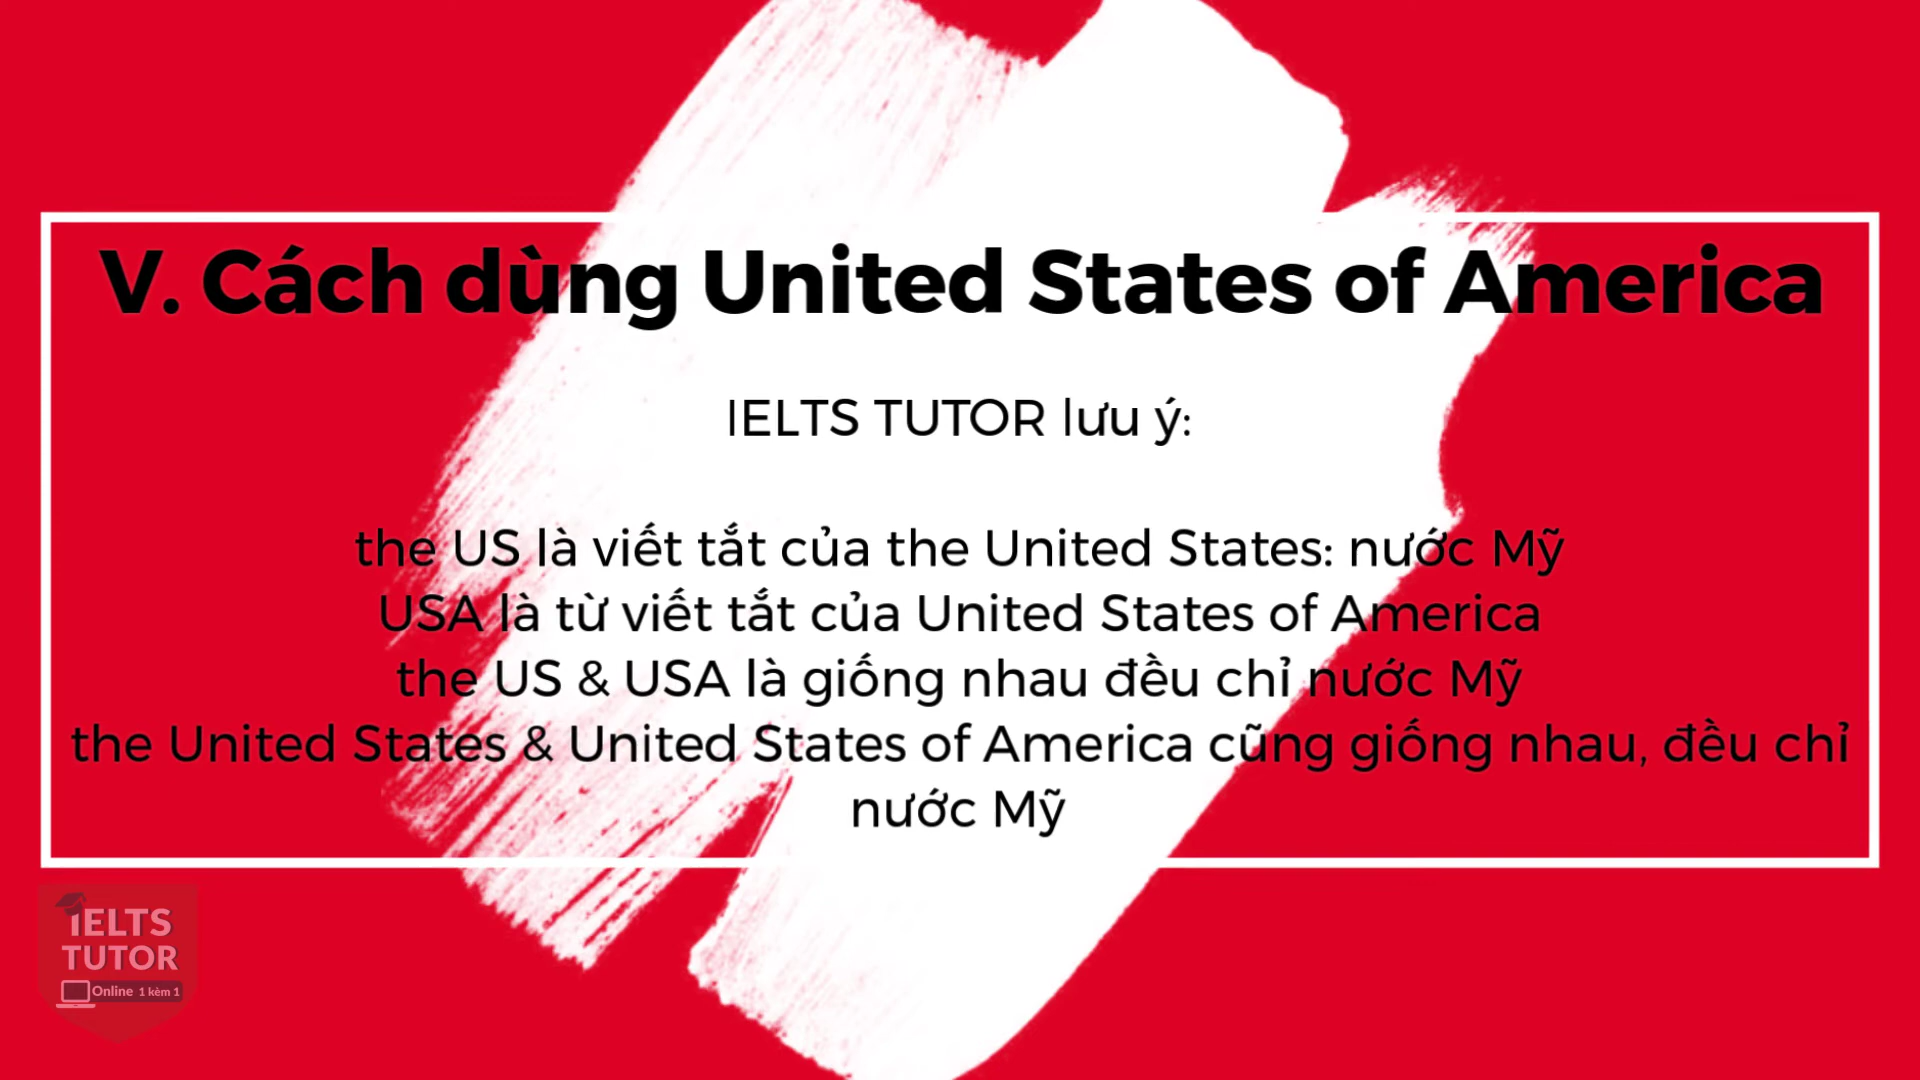 V. Cách dùng United States of America
IELTS TUTOR lưu ý:
the US là viết tắt của the United States: nước Mỹ
USA là từ viết tắt của United States of America
the US & USA là giống nhau đều chỉ nước Mỹ
the United States & United States of America cũng giống nhau, đều chỉ
nước Mỹ
IELTS
TUTOR
Online 1 kèm 1